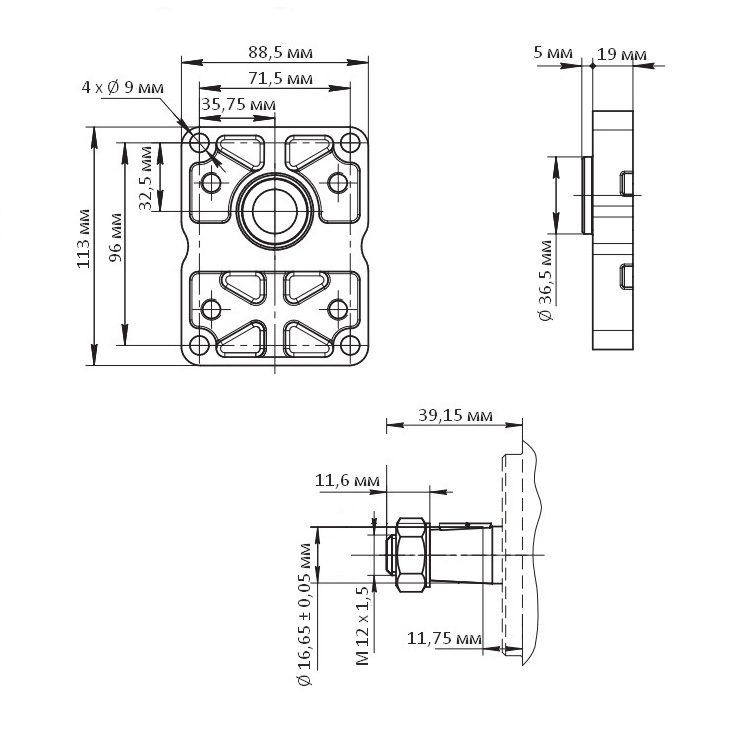 88,5 мм
71,5 мм
4 x Ø 9 мм
35,75 мм
5 мм
19 мм
32,5 мм
96 мм
113 мм
Ø 36,5 мм
39,15 мм
11,6 мм
Ø 16,65 ± 0,05 мм
М 12 x 1,5
11,75 мм